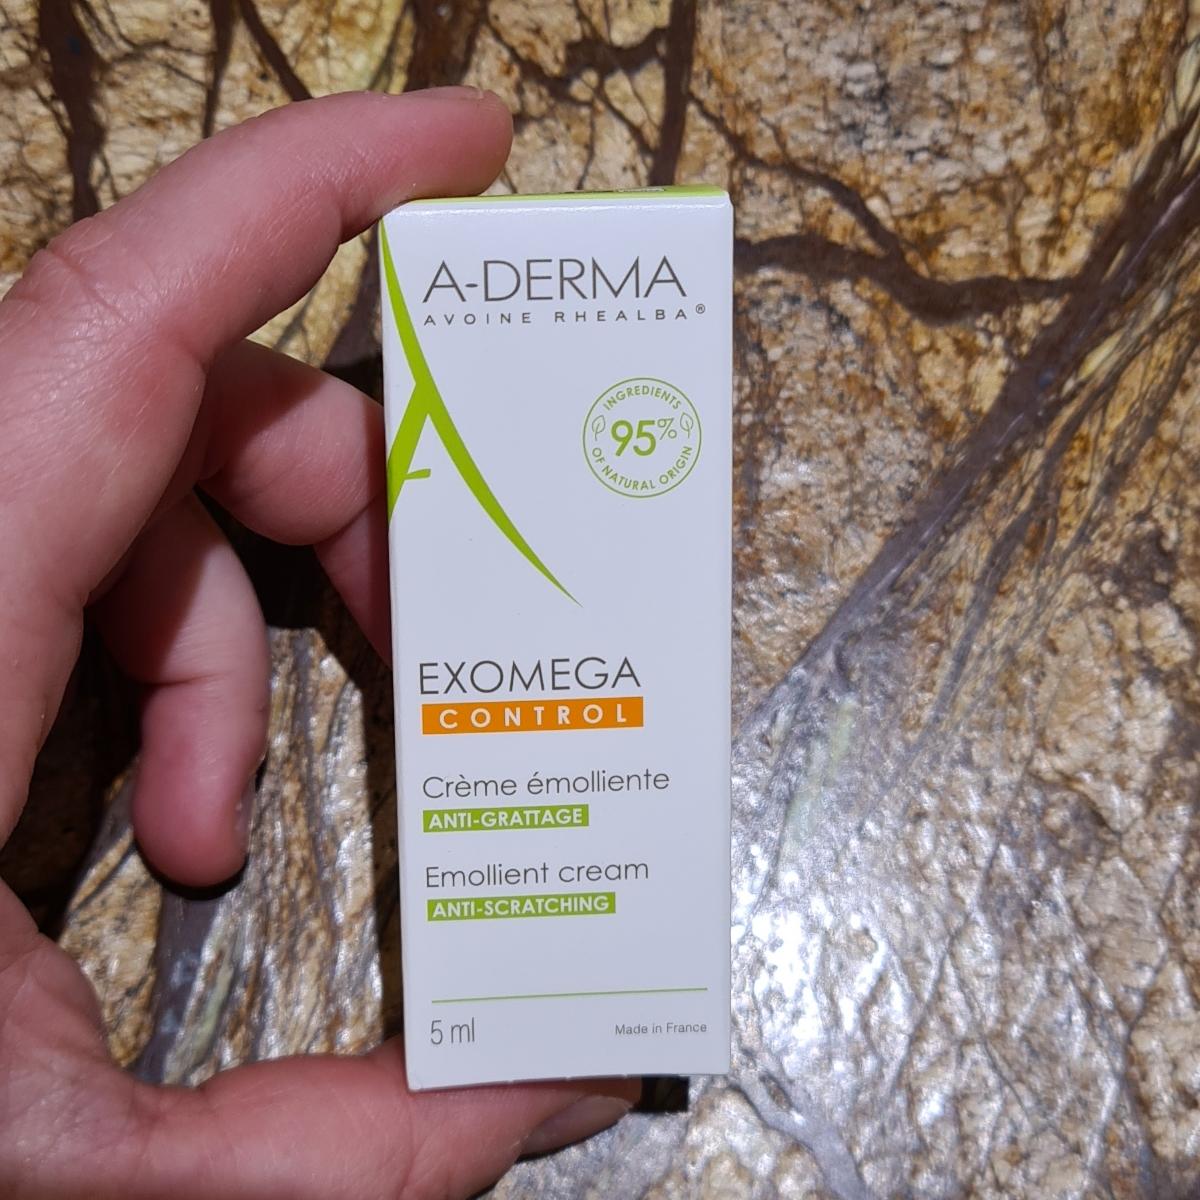 A-DERMA
AVOINE RHEALBA®
INGREDIENTS
95%
OF NATURAL ORIGIN
EXOMEGA
CONTROL
Crème émolliente
ANTI-GRATTAGE
Emollient cream
ANTI-SCRATCHING
5 ml
Made in France